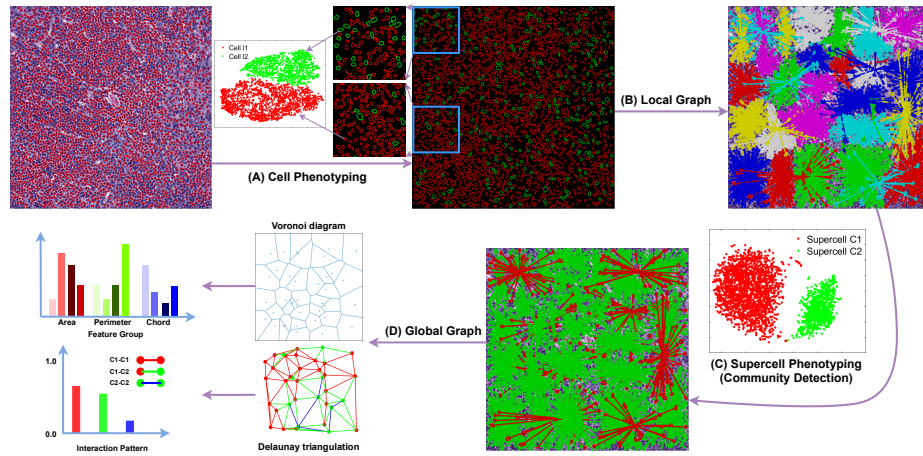 Cell I1
Cell I2
(A) Cell Phenotyping
(B) Local Graph
Supercell C1
Supercell C2
(C) Supercell Phenotyping
(Community Detection)
(D) Global Graph
Voronoi diagram
Delaunay triangulation
Area
Perimeter
Chord
Feature Group
1.0
C1-C1
C1-C2
C2-C2
0.0
Interaction Pattern